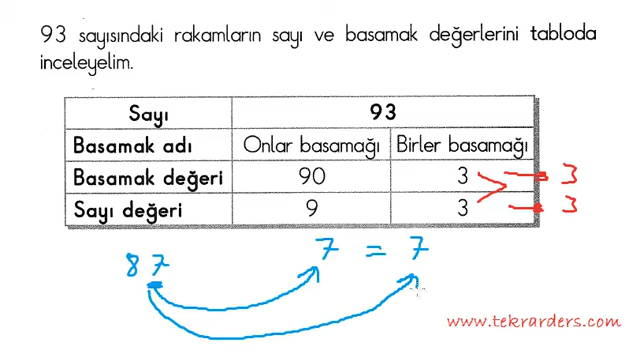 93 sayısındaki rakamların sayı ve basamak değerlerini tabloda
inceleyelim.
Sayı 93
Basamak adı Onlar basamağı Birler basamağı
Basamak değeri 90 3 3
Sayı değeri 9 3 3
87 7 = 7
www.tekrarders.com